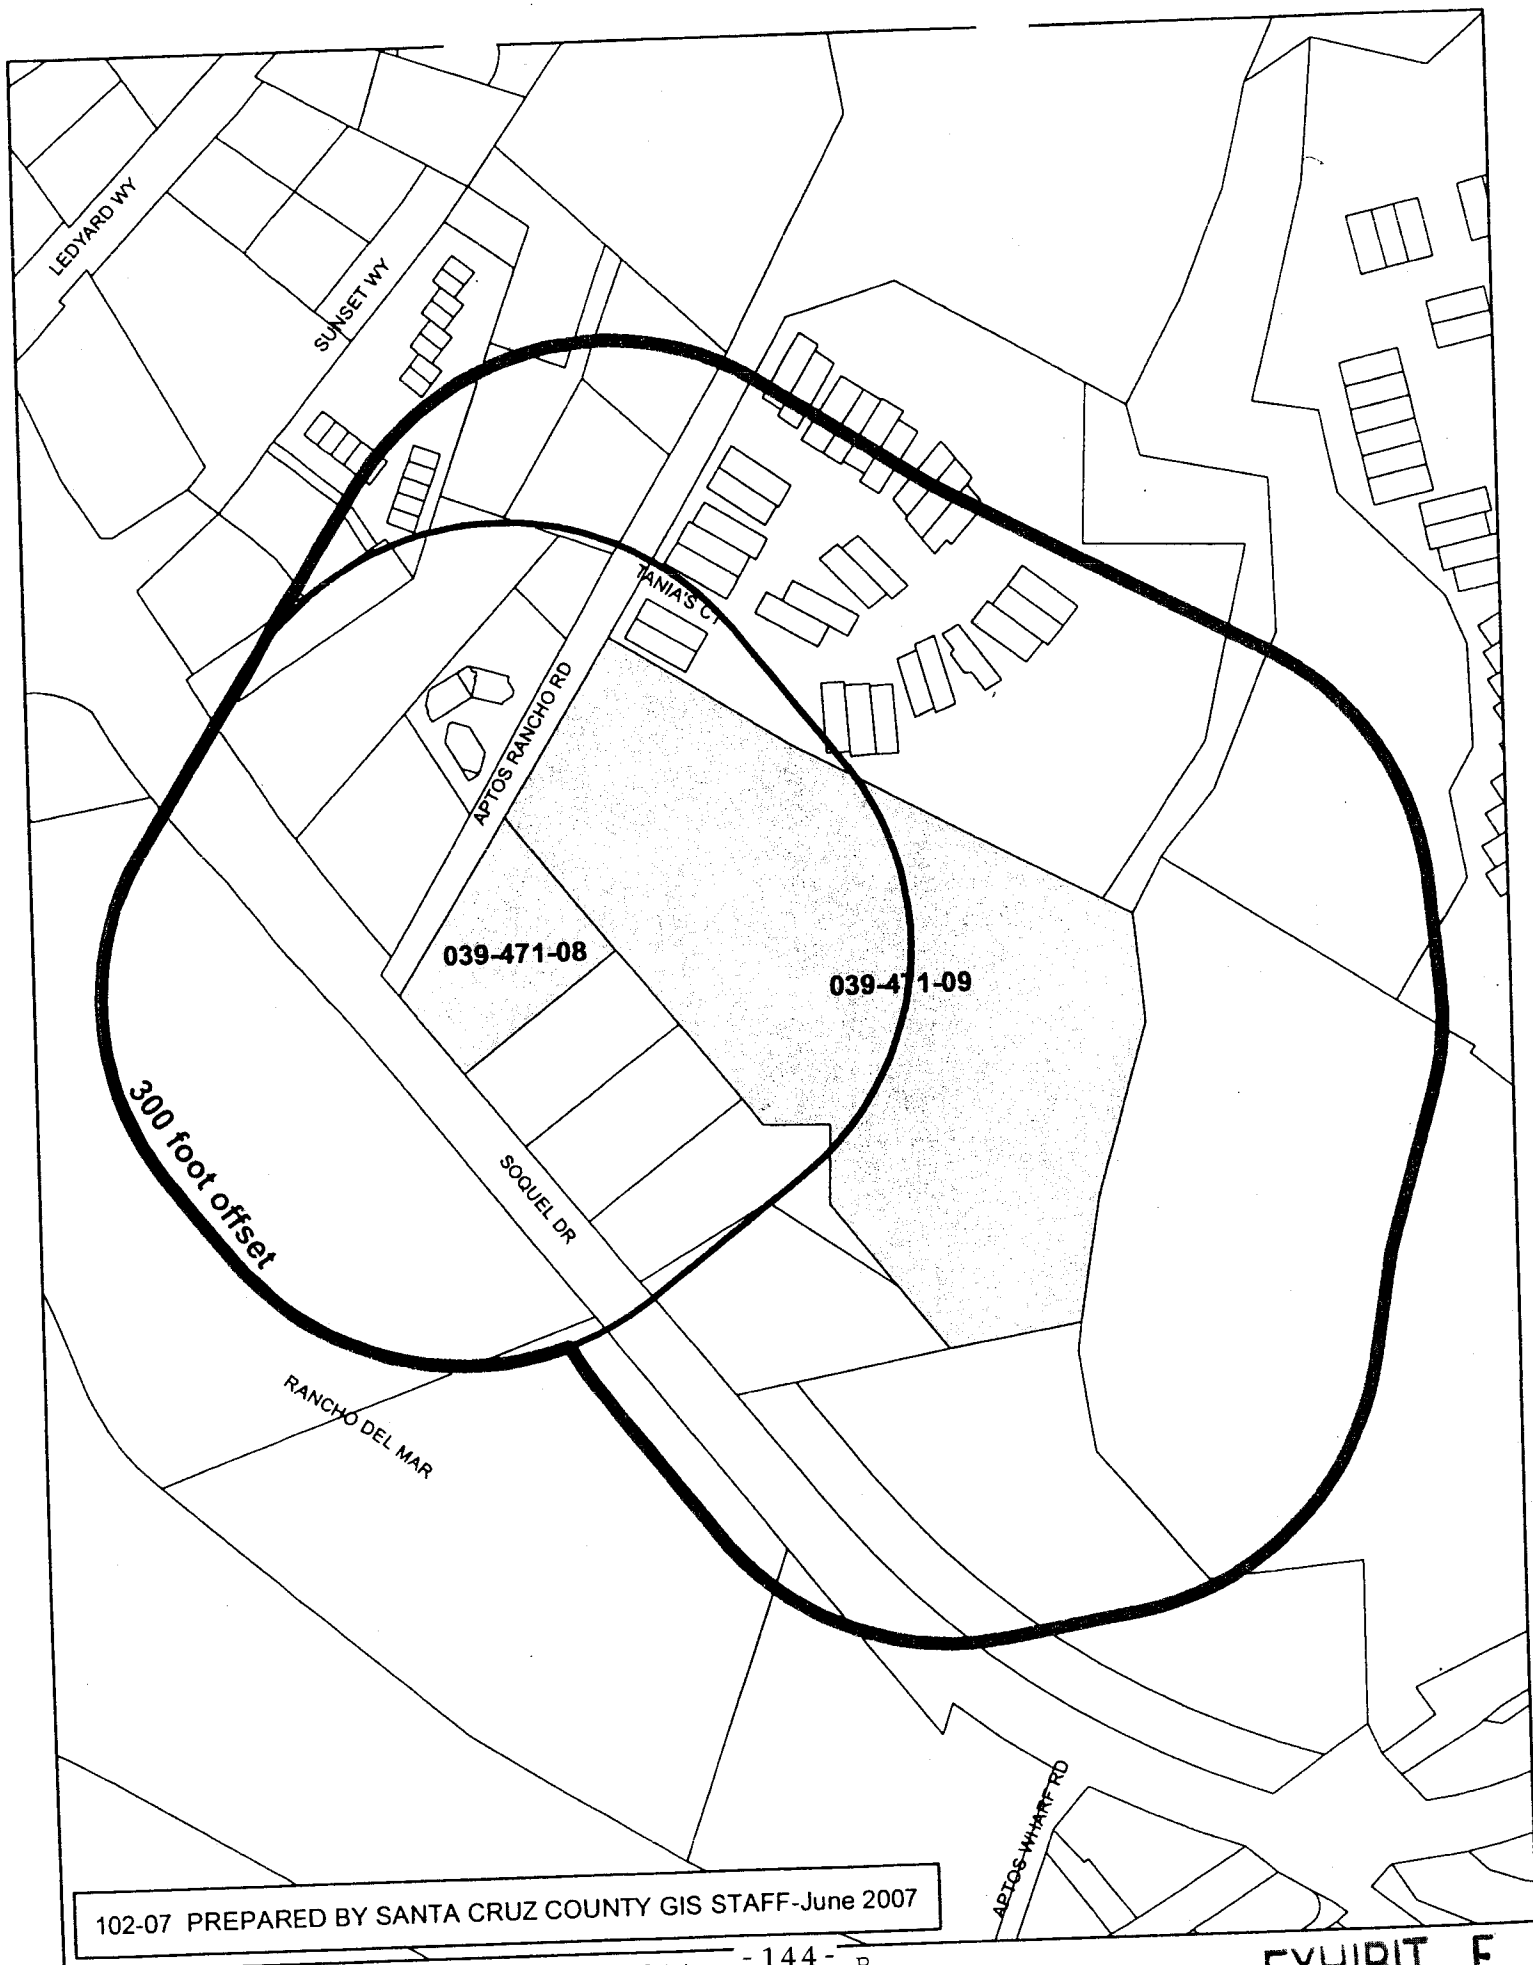 LEDYARD WY
SUNSET WY
TANIA'S CT
APTOS RANCHO RD
039-471-08
039-471-09
300 foot offset
SOQUEL DR
RANCHO DEL MAR
APTOS WHARF RD
102-07 PREPARED BY SANTA CRUZ COUNTY GIS STAFF-June 2007
-144-
EXHIBIT